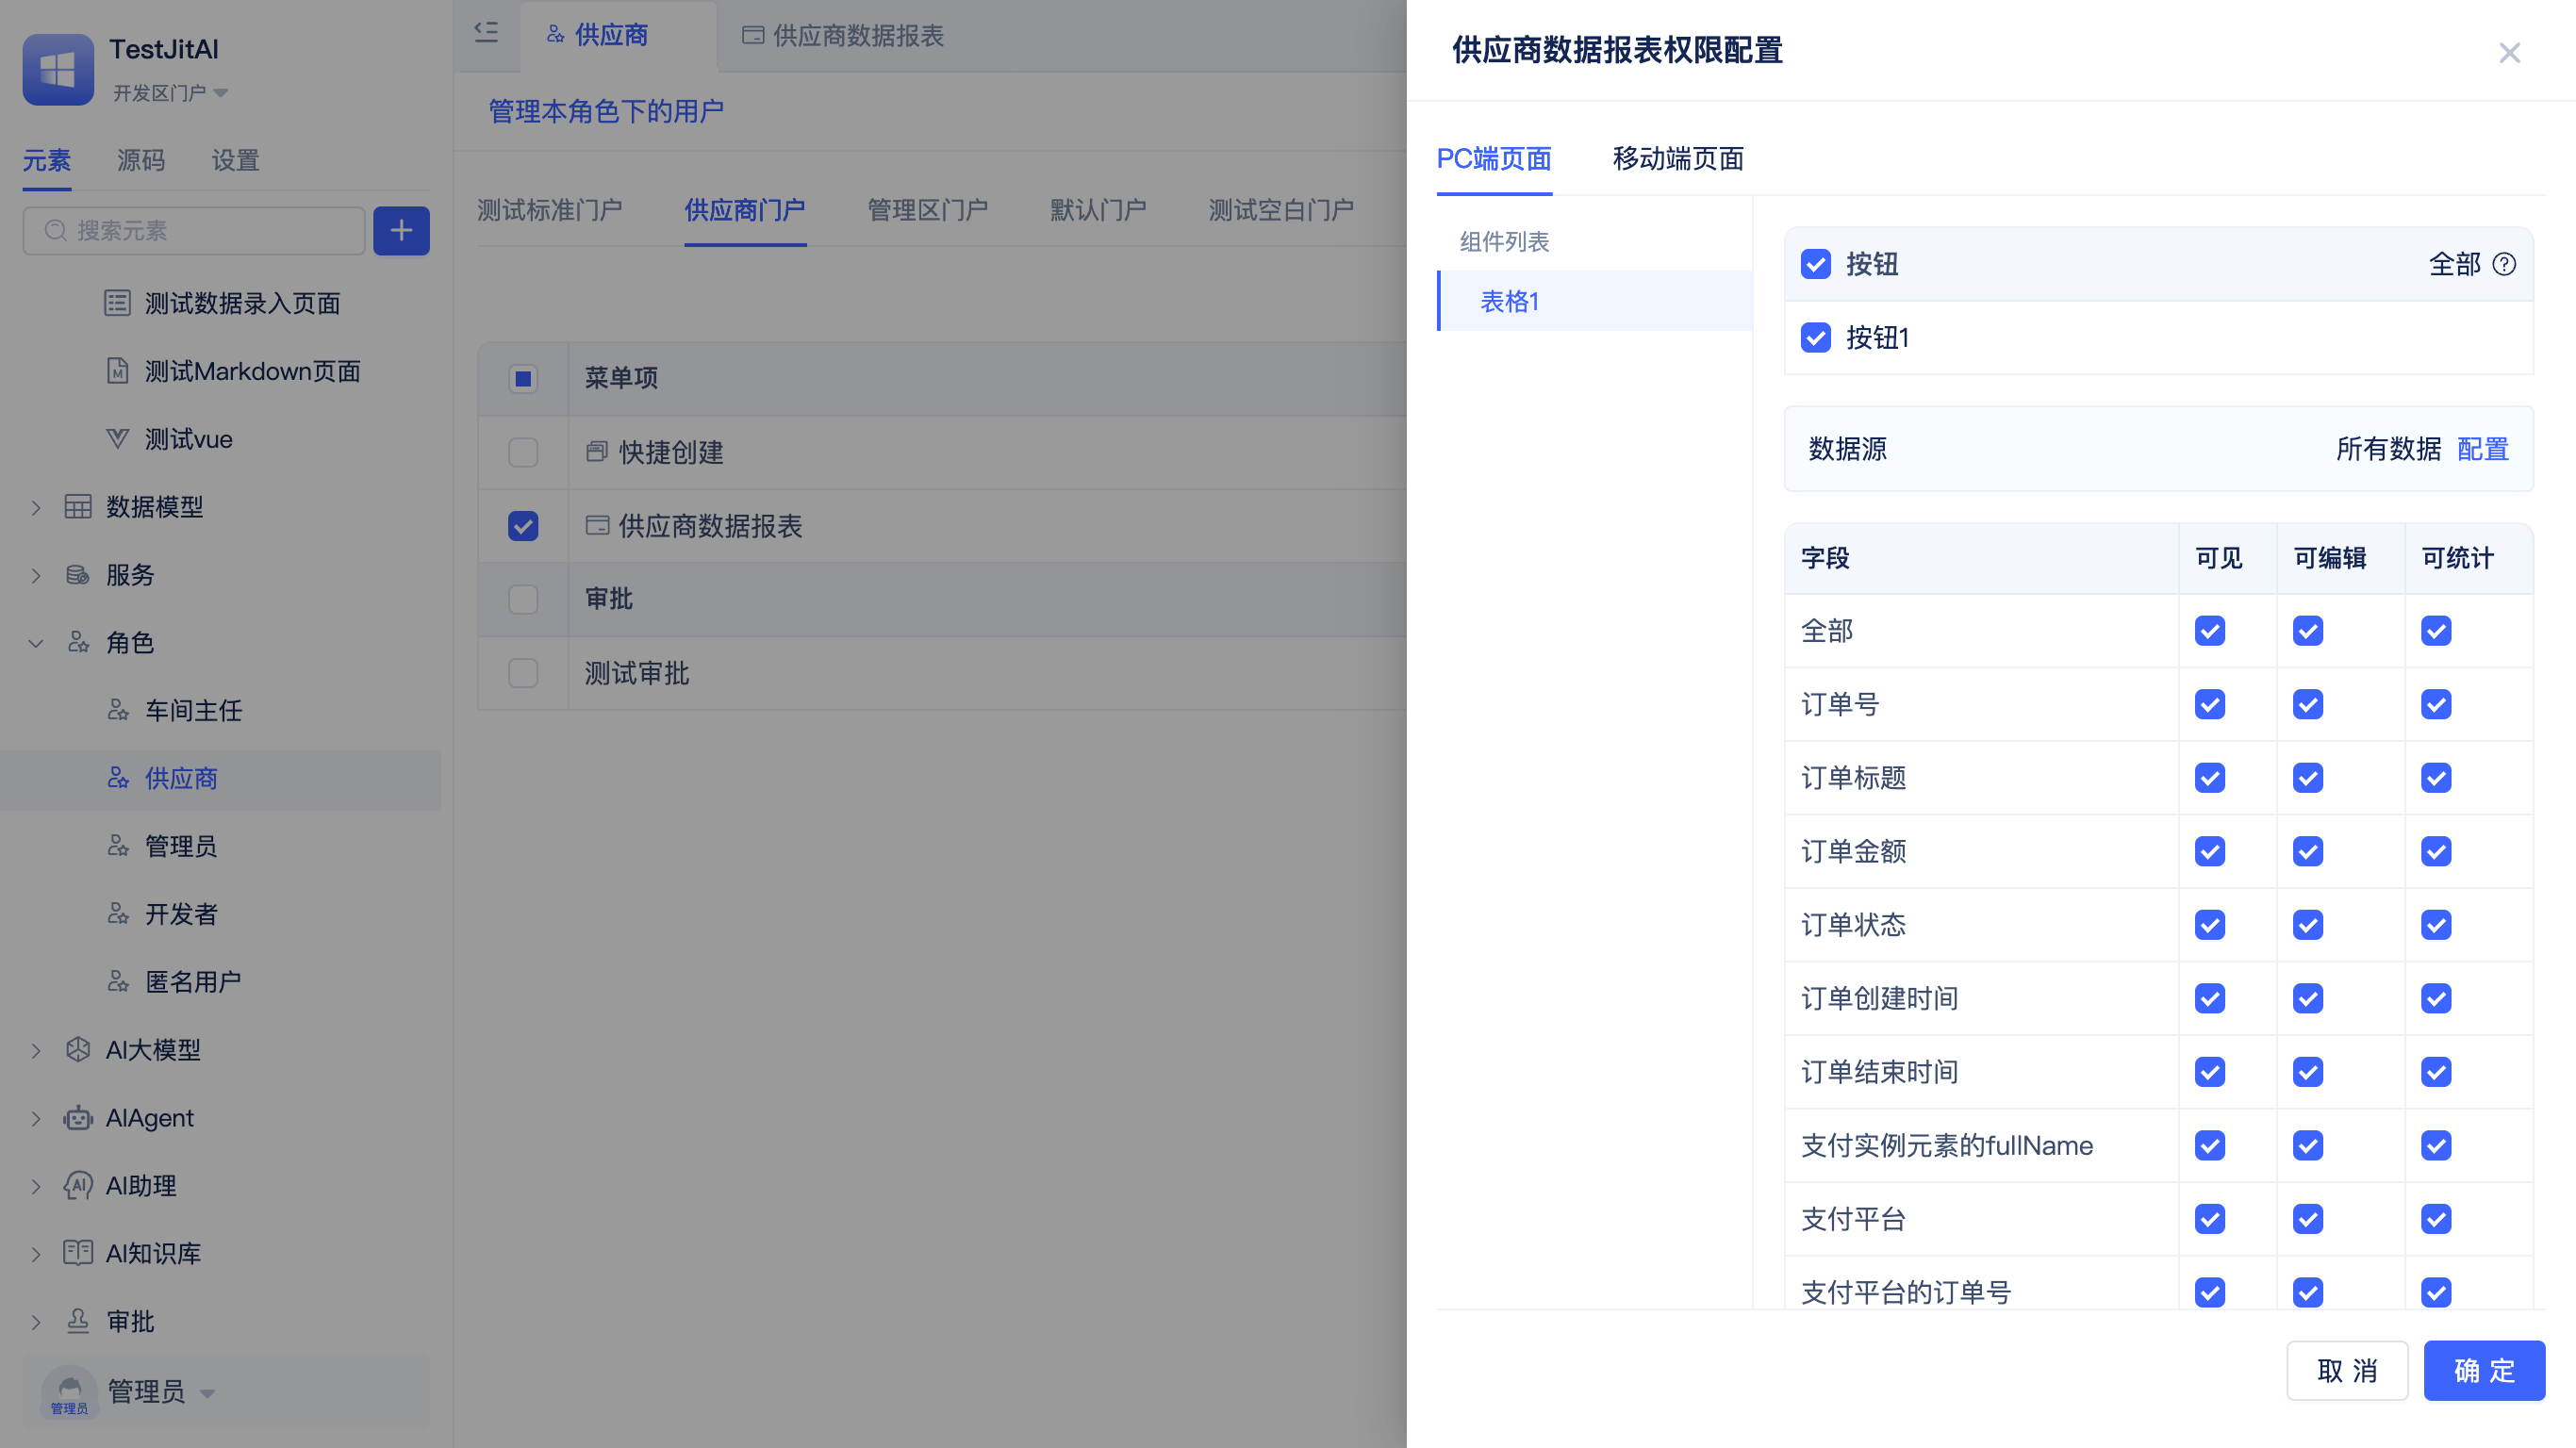 TestJitAI
开发区门户
元素 源码 设置
搜索元素
测试数据录入页面
测试Markdown页面
测试vue
数据模型
服务
角色
车间主任
供应商
管理员
开发者
匿名用户
AI大模型
AIAgent
AI助理
AI知识库
审批
管理员
管理员
供应商 供应商数据报表
管理本角色下的用户
测试标准门户 供应商门户 管理区门户 默认门户 测试空白门户
菜单项
快捷创建
供应商数据报表
审批
测试审批
供应商数据报表权限配置
PC端页面 移动端页面
组件列表
表格1
按钮 全部
按钮1
数据源 所有数据 配置
字段 可见 可编辑 可统计
全部
订单号
订单标题
订单金额
订单状态
订单创建时间
订单结束时间
支付实例元素的fullName
支付平台
支付平台的订单号
取 消 确 定